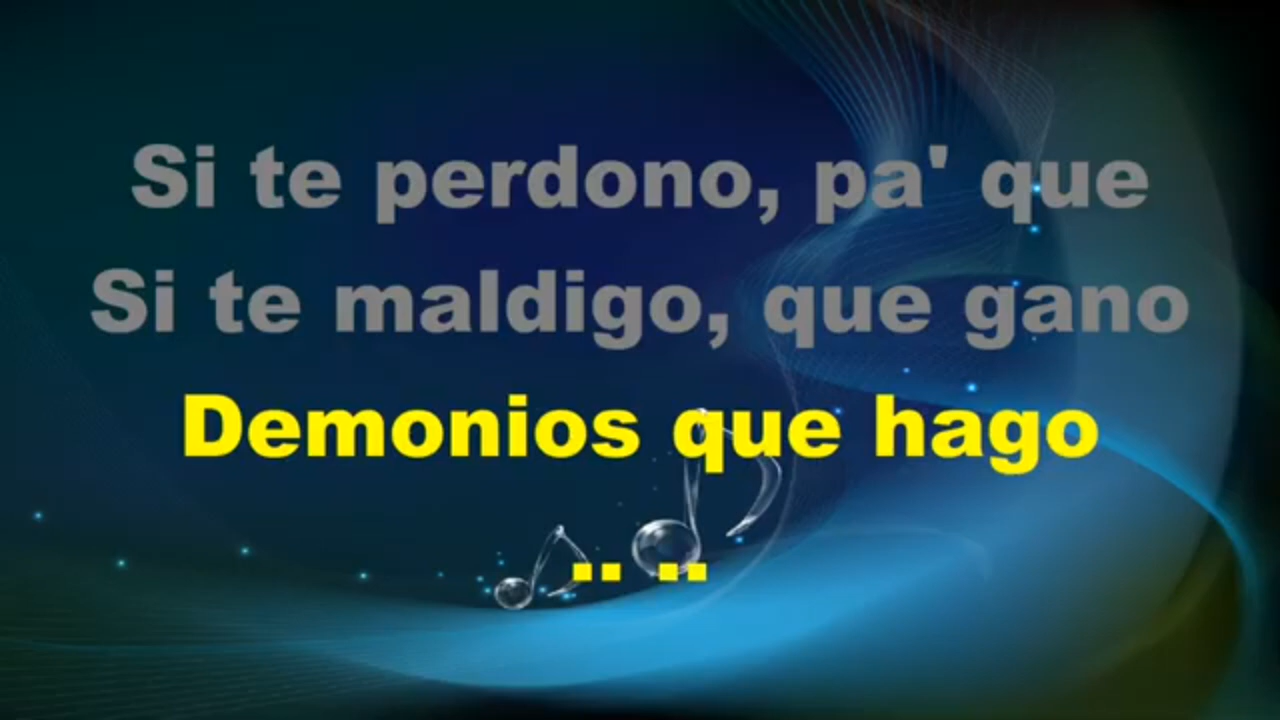 Si te perdono, pa' que
Si te maldigo, que gano
Demonios que hago
.. ..